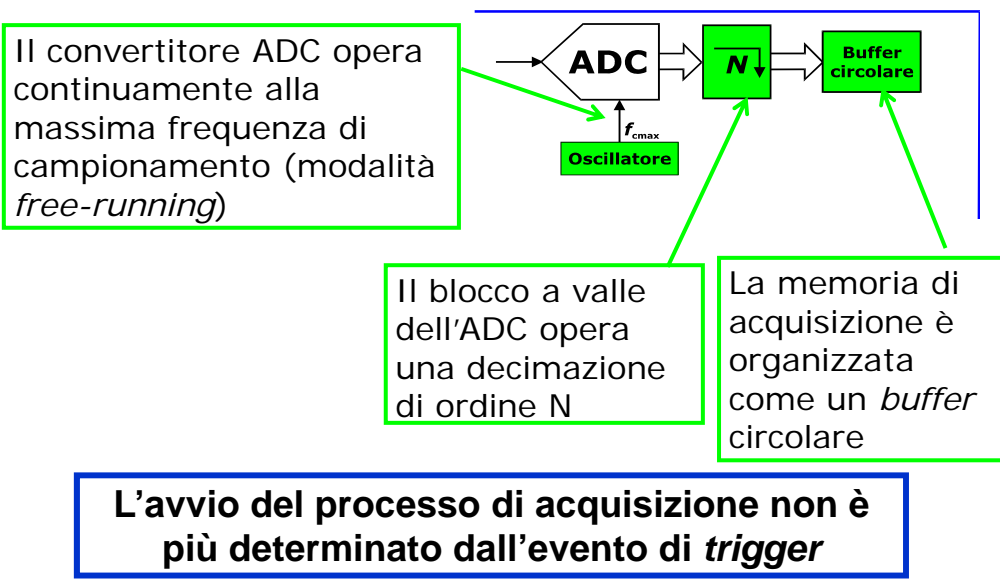 Il convertitore ADC opera
continuamente alla
massima frequenza di
campionamento (modalità
free-running)
ADC
N
Buffer
circolare
fcmax
Oscillatore
Il blocco a valle
dell’ADC opera
una decimazione
di ordine N
La memoria di
acquisizione è
organizzata
come un buffer
circolare
L’avvio del processo di acquisizione non è
più determinato dall’evento di trigger